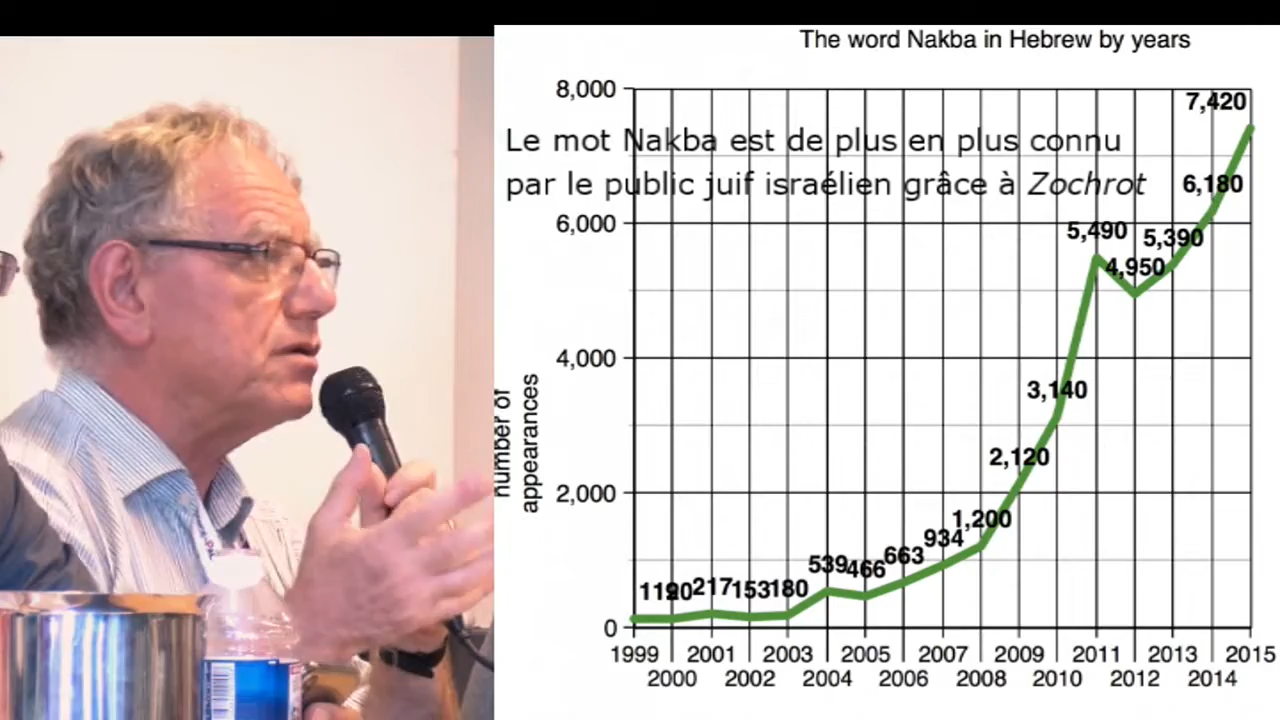 The word Nakba in Hebrew by years
8,000
7,420
Le mot Nakba est de plus en plus connu
par le public juif israélien grâce à Zochrot
6,180
6,000
5,490
5,390
4,950
4,000
3,140
number of
appearances
2,120
2,000
1,200
934
663
539
466
217
153
180
0
1999 2001 2003 2005 2007 2009 2011 2013 2015
2000 2002 2004 2006 2008 2010 2012 2014